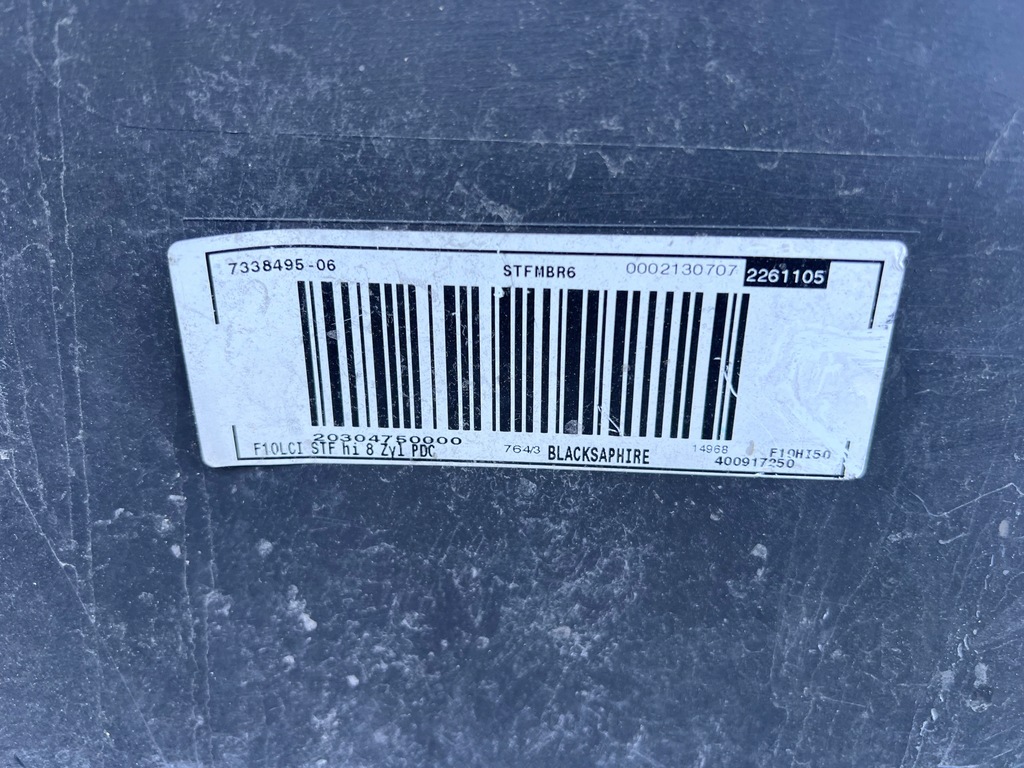 7338495-06 STFMBR6 0002130707 2261105
20304750000
F10LCI STF hi 8 Zyl PDC 764/3 BLACKSAPHIRE 14968 F10HI50
400917250